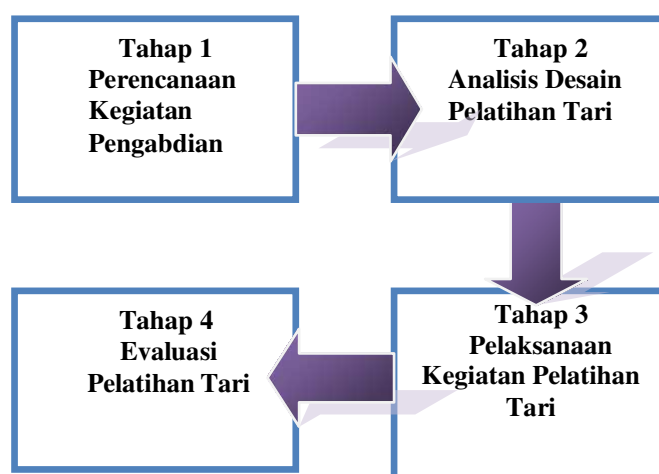 Tahap 1
Perencanaan
Kegiatan
Pengabdian
Tahap 2
Analisis Desain
Pelatihan Tari
Tahap 3
Pelaksanaan
Kegiatan Pelatihan
Tari
Tahap 4
Evaluasi
Pelatihan Tari